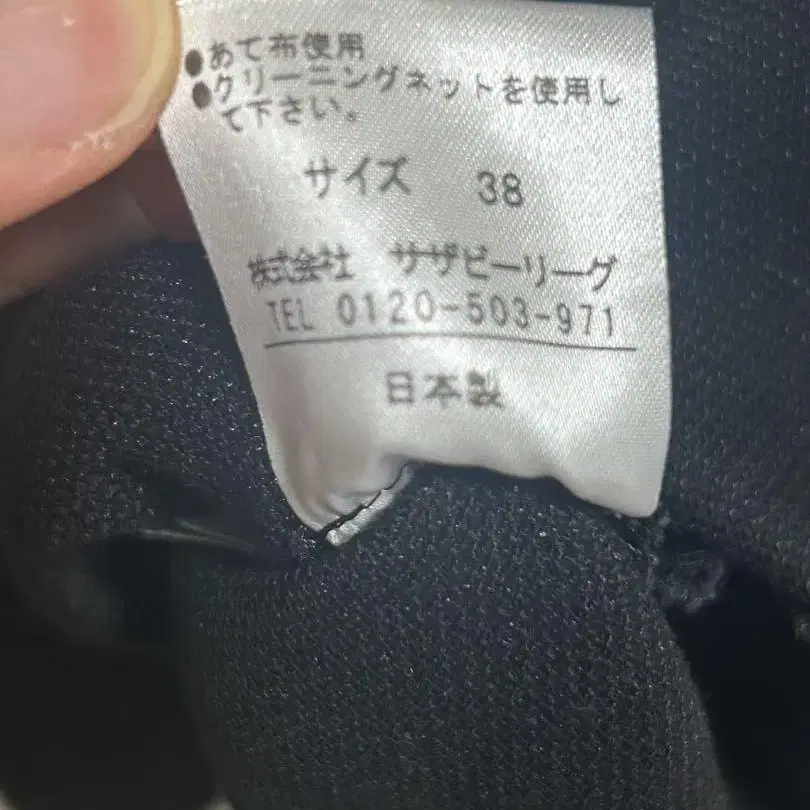 ●あて布使用
●クリーニングネットを使用し
て下さい。
サイズ 38
株式会社 サザビーリーグ
TEL 0120-503-971
日本製